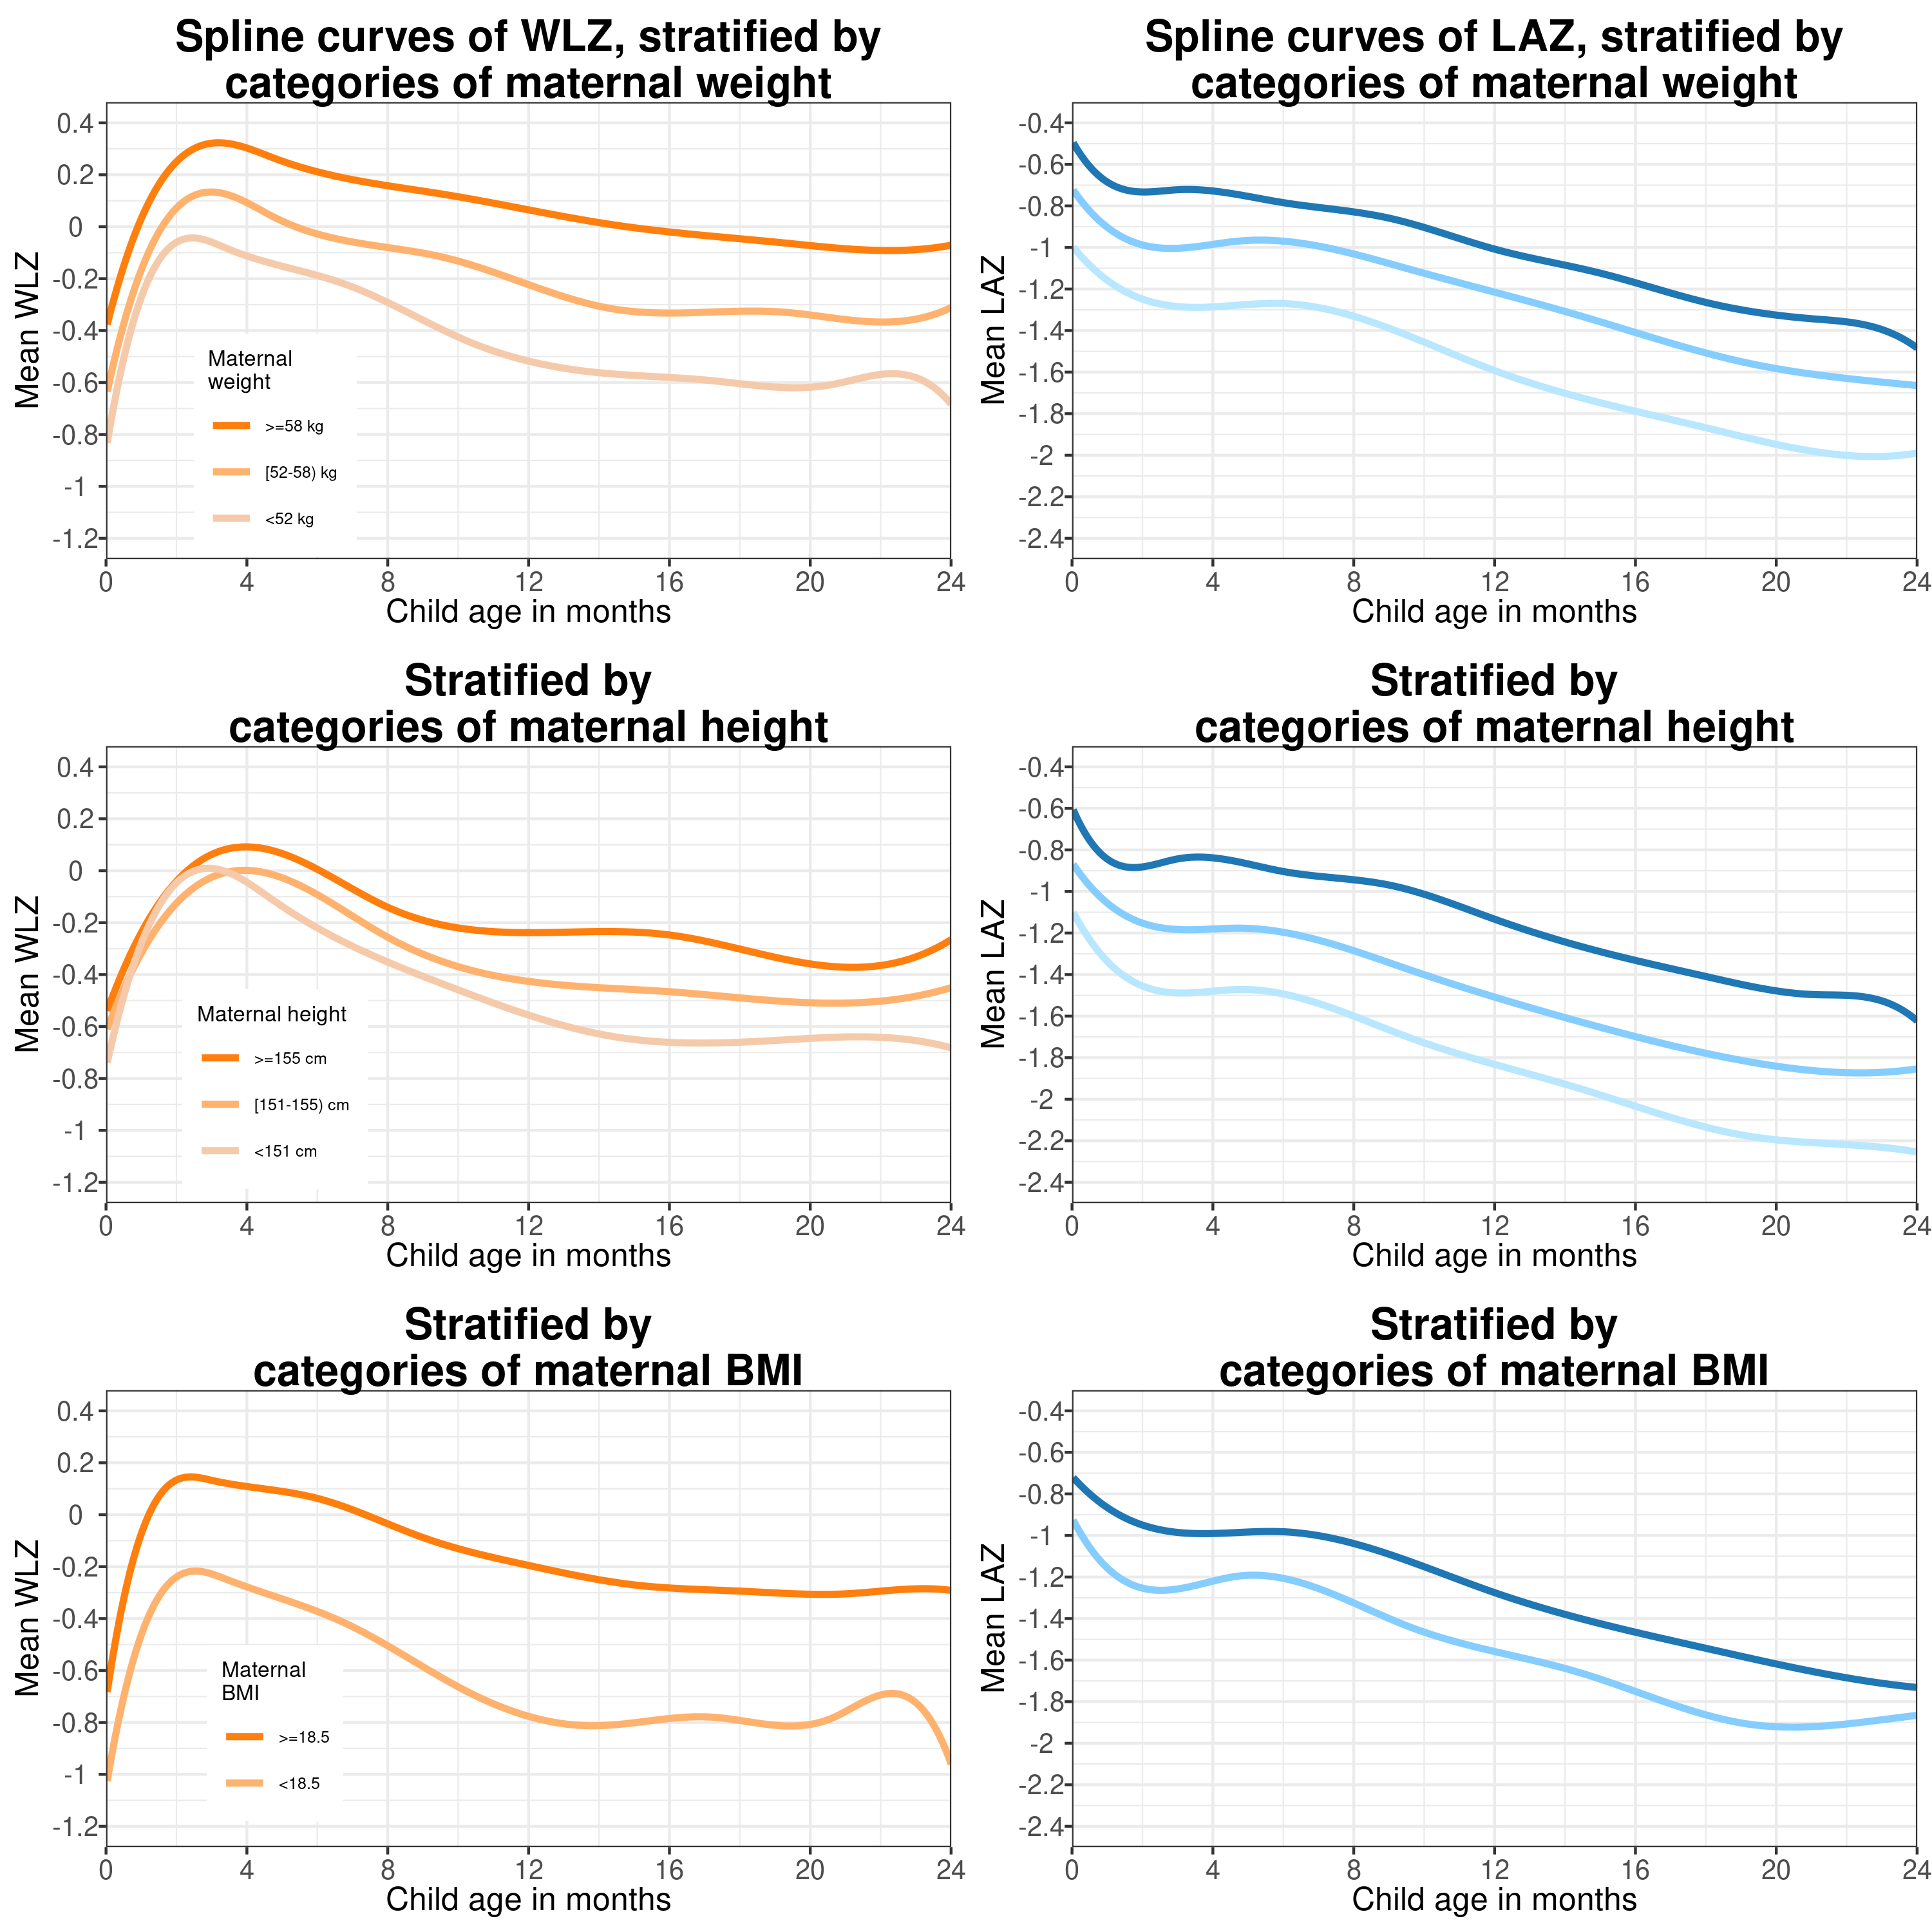 Spline curves of WLZ, stratified by
categories of maternal weight
Mean WLZ
0.4
0.2
0
-0.2
-0.4
-0.6
-0.8
-1
-1.2
Maternal
weight
>=58 kg
[52-58) kg
<52 kg
0 4 8 12 16 20 24
Child age in months
Spline curves of LAZ, stratified by
categories of maternal weight
Mean LAZ
-0.4
-0.6
-0.8
-1
-1.2
-1.4
-1.6
-1.8
-2
-2.2
-2.4
0 4 8 12 16 20 24
Child age in months
Stratified by
categories of maternal height
Mean WLZ
0.4
0.2
0
-0.2
-0.4
-0.6
-0.8
-1
-1.2
Maternal height
>=155 cm
[151-155) cm
<151 cm
0 4 8 12 16 20 24
Child age in months
Stratified by
categories of maternal height
Mean LAZ
-0.4
-0.6
-0.8
-1
-1.2
-1.4
-1.6
-1.8
-2
-2.2
-2.4
0 4 8 12 16 20 24
Child age in months
Stratified by
categories of maternal BMI
Mean WLZ
0.4
0.2
0
-0.2
-0.4
-0.6
-0.8
-1
-1.2
Maternal
BMI
>=18.5
<18.5
0 4 8 12 16 20 24
Child age in months
Stratified by
categories of maternal BMI
Mean LAZ
-0.4
-0.6
-0.8
-1
-1.2
-1.4
-1.6
-1.8
-2
-2.2
-2.4
0 4 8 12 16 20 24
Child age in months